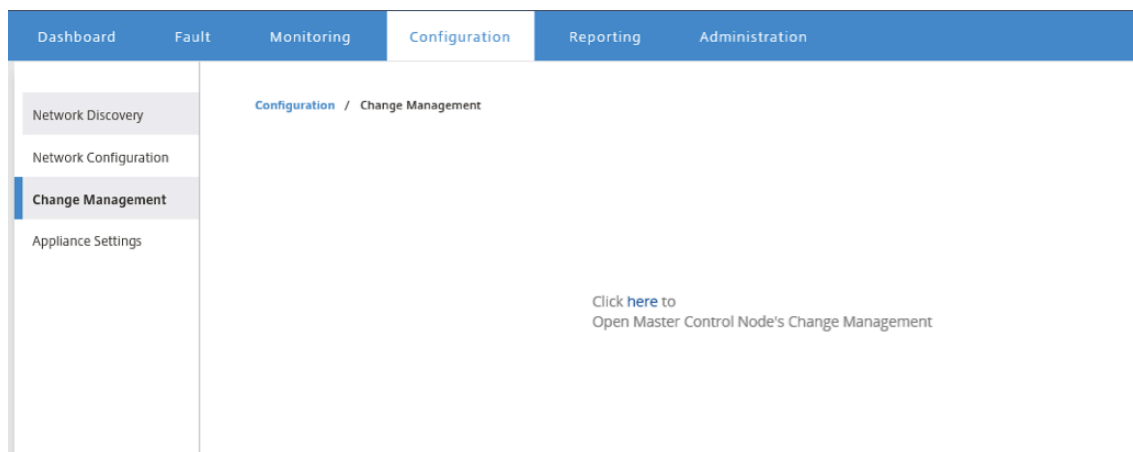 Dashboard Fault Monitoring Configuration Reporting Administration
Network Discovery
Network Configuration
Change Management
Appliance Settings
Configuration / Change Management
Click here to
Open Master Control Node's Change Management